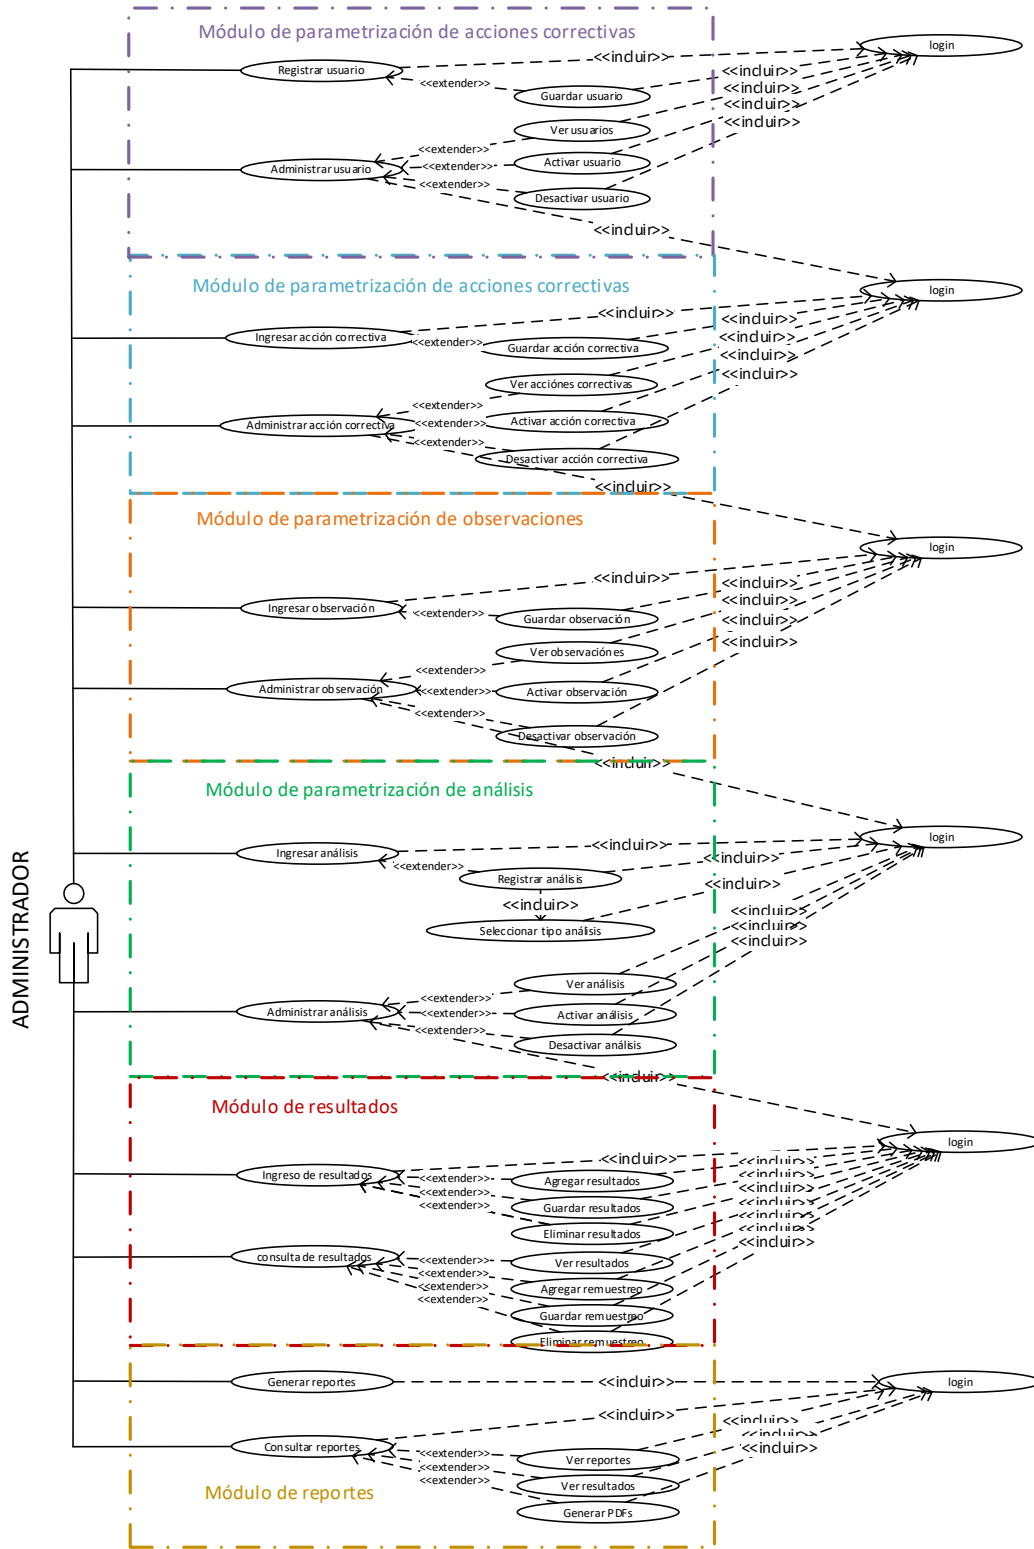 Módulo de parametrización de acciones correctivas
login
<<incluir>>
Registrar usuario
<<incluir>>
<<extender>>
<<incluir>>
Guardar usuario
<<incluir>>
<<incluir>>
Ver usuarios
<<extender>>
Administrar usuario
<<extender>>
Activar usuario
<<extender>>
Desactivar usuario
<<incluir>>
Módulo de parametrización de acciones correctivas
login
<<incluir>>
<<incluir>>
Ingresar acción correctiva
<<extender>>
Guardar acción correctiva
<<incluir>>
<<incluir>>
<<incluir>>
Ver acciónes correctivas
<<extender>>
Administrar acción correctiva
<<extender>>
Activar acción correctiva
<<extender>>
Desactivar acción correctiva
<<incluir>>
Módulo de parametrización de observaciones
login
<<incluir>>
<<incluir>>
<<incluir>>
Ingresar observación
<<extender>>
Guardar observación
<<incluir>>
<<incluir>>
Ver observaciónes
<<extender>>
Administrar observación
<<extender>>
Activar observación
<<extender>>
Desactivar observación
<<incluir>>
Módulo de parametrización de análisis
login
<<incluir>>
Ingresar análisis
<<incluir>>
<<extender>>
Registrar análisis
<<incluir>>
<<incluir>>
<<incluir>>
<<incluir>>
Seleccionar tipo análisis
<<incluir>>
ADMINISTRADOR
Ver análisis
<<extender>>
Administrar análisis
<<extender>>
Activar análisis
<<extender>>
Desactivar análisis
<<incluir>>
Módulo de resultados
login
<<incluir>>
<<incluir>>
<<incluir>>
Ingreso de resultados
<<extender>>
Agregar resultados
<<incluir>>
<<extender>>
<<incluir>>
<<extender>>
Guardar resultados
<<incluir>>
<<incluir>>
Eliminar resultados
<<incluir>>
consulta de resultados
<<extender>>
Ver resultados
<<extender>>
<<extender>>
Agregar remuestreo
<<extender>>
Guardar remuestreo
Eliminar remuestreo
Generar reportes
<<incluir>>
login
<<incluir>>
<<incluir>>
<<incluir>>
Consultar reportes
<<incluir>>
<<extender>>
Ver reportes
<<extender>>
<<extender>>
Ver resultados
Módulo de reportes
Generar PDFs